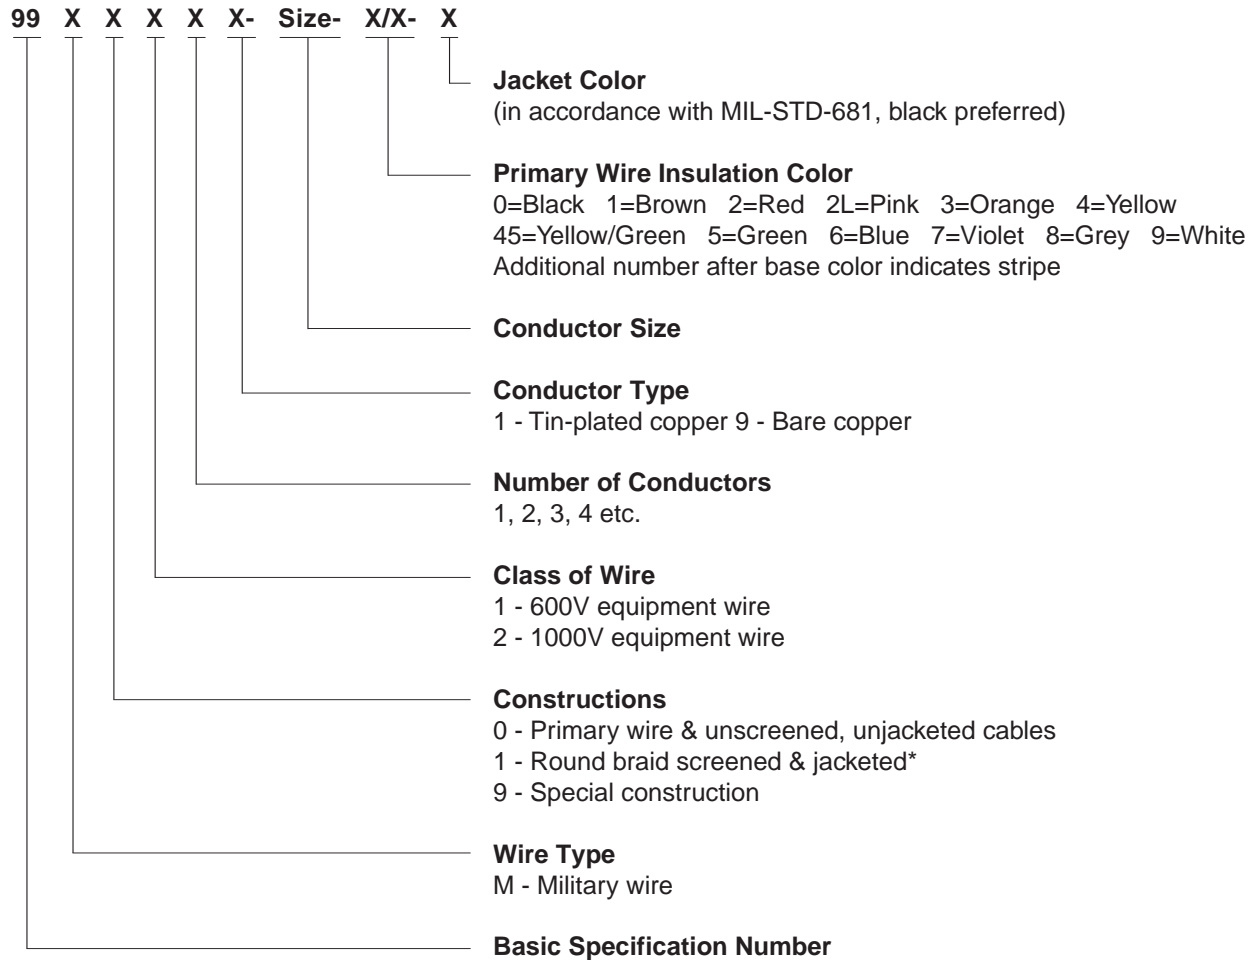 99 X X X X X- Size- X/X- X
Jacket Color
(in accordance with MIL-STD-681, black preferred)
Primary Wire Insulation Color
0=Black 1=Brown 2=Red 2L=Pink 3=Orange 4=Yellow
45=Yellow/Green 5=Green 6=Blue 7=Violet 8=Grey 9=White
Additional number after base color indicates stripe
Conductor Size
Conductor Type
1 - Tin-plated copper 9 - Bare copper
Number of Conductors
1, 2, 3, 4 etc.
Class of Wire
1 - 600V equipment wire
2 - 1000V equipment wire
Constructions
0 - Primary wire & unscreened, unjacketed cables
1 - Round braid screened & jacketed*
9 - Special construction
Wire Type
M - Military wire
Basic Specification Number